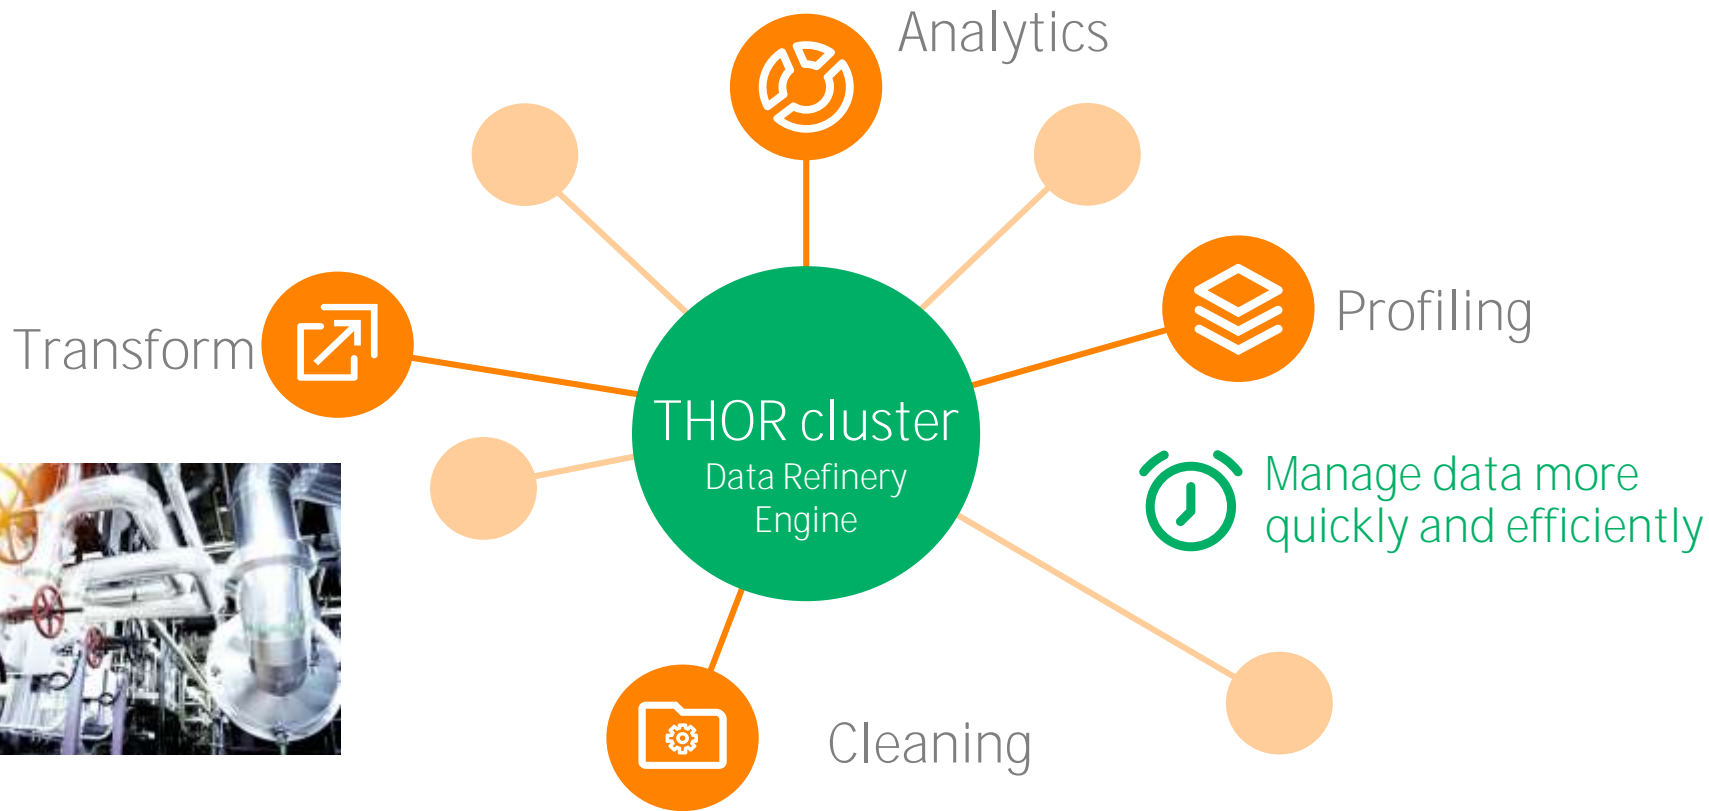 Analytics
Profiling
Transform
THOR cluster
Data Refinery
Engine
Manage data more
quickly and efficiently
Cleaning